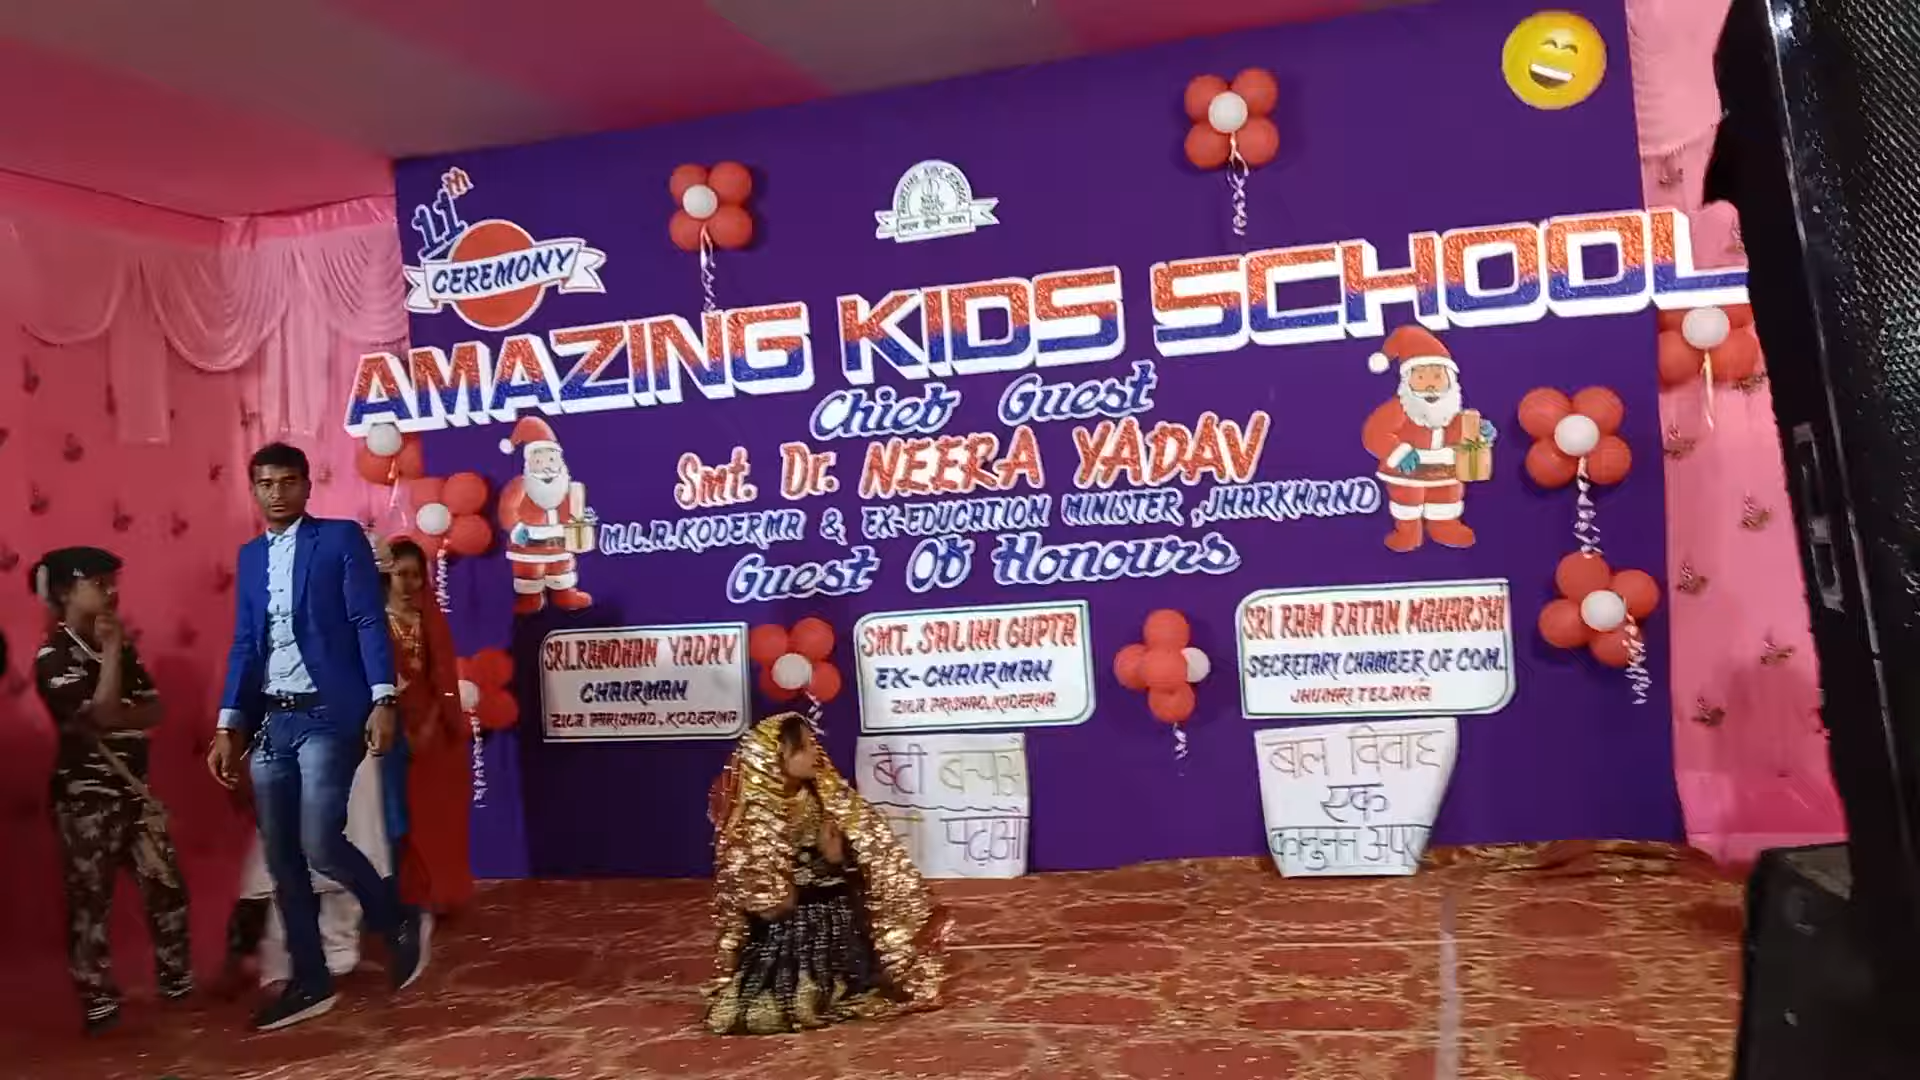 11th
CEREMONY
AMAZING KIDS SCHOOL
Chief Guest
Smt. Dr. NEERA YADAV
M.L.A. KODERMA & EX-EDUCATION MINISTER, JHARKHAND
Guest Of Honours
SRI. RAMDHAN YADAV
CHAIRMAN
ZILA PARISHAD, KODERMA
SMT. SALINI GUPTA
EX-CHAIRMAN
ZILA PARISHAD, KODERMA
SRI RAM RATAN MAHARSHI
SECRETARY CHAMBER OF COM.
JHUMRI TELAIYA
बेटी बचाओ
पढ़ाओ
बाल विवाह
एक